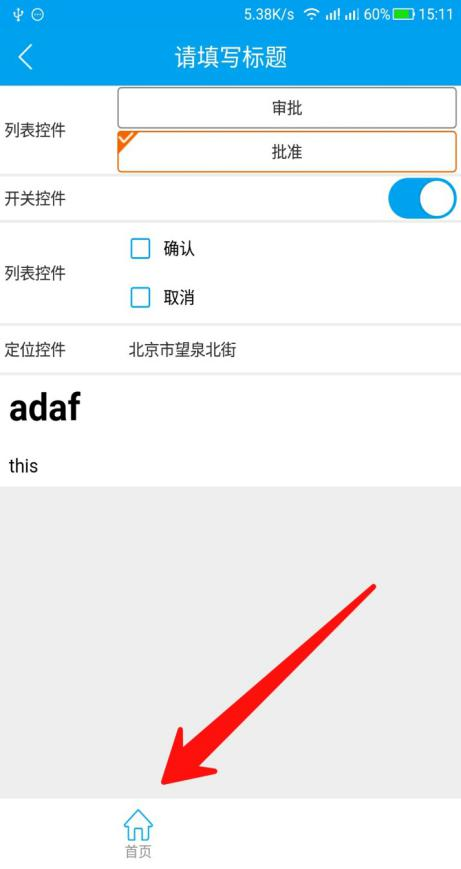 5.38K/s 60% 15:11
请填写标题
列表控件
审批
批准
开关控件
列表控件
确认
取消
定位控件 北京市望泉北街
adaf
this
首页